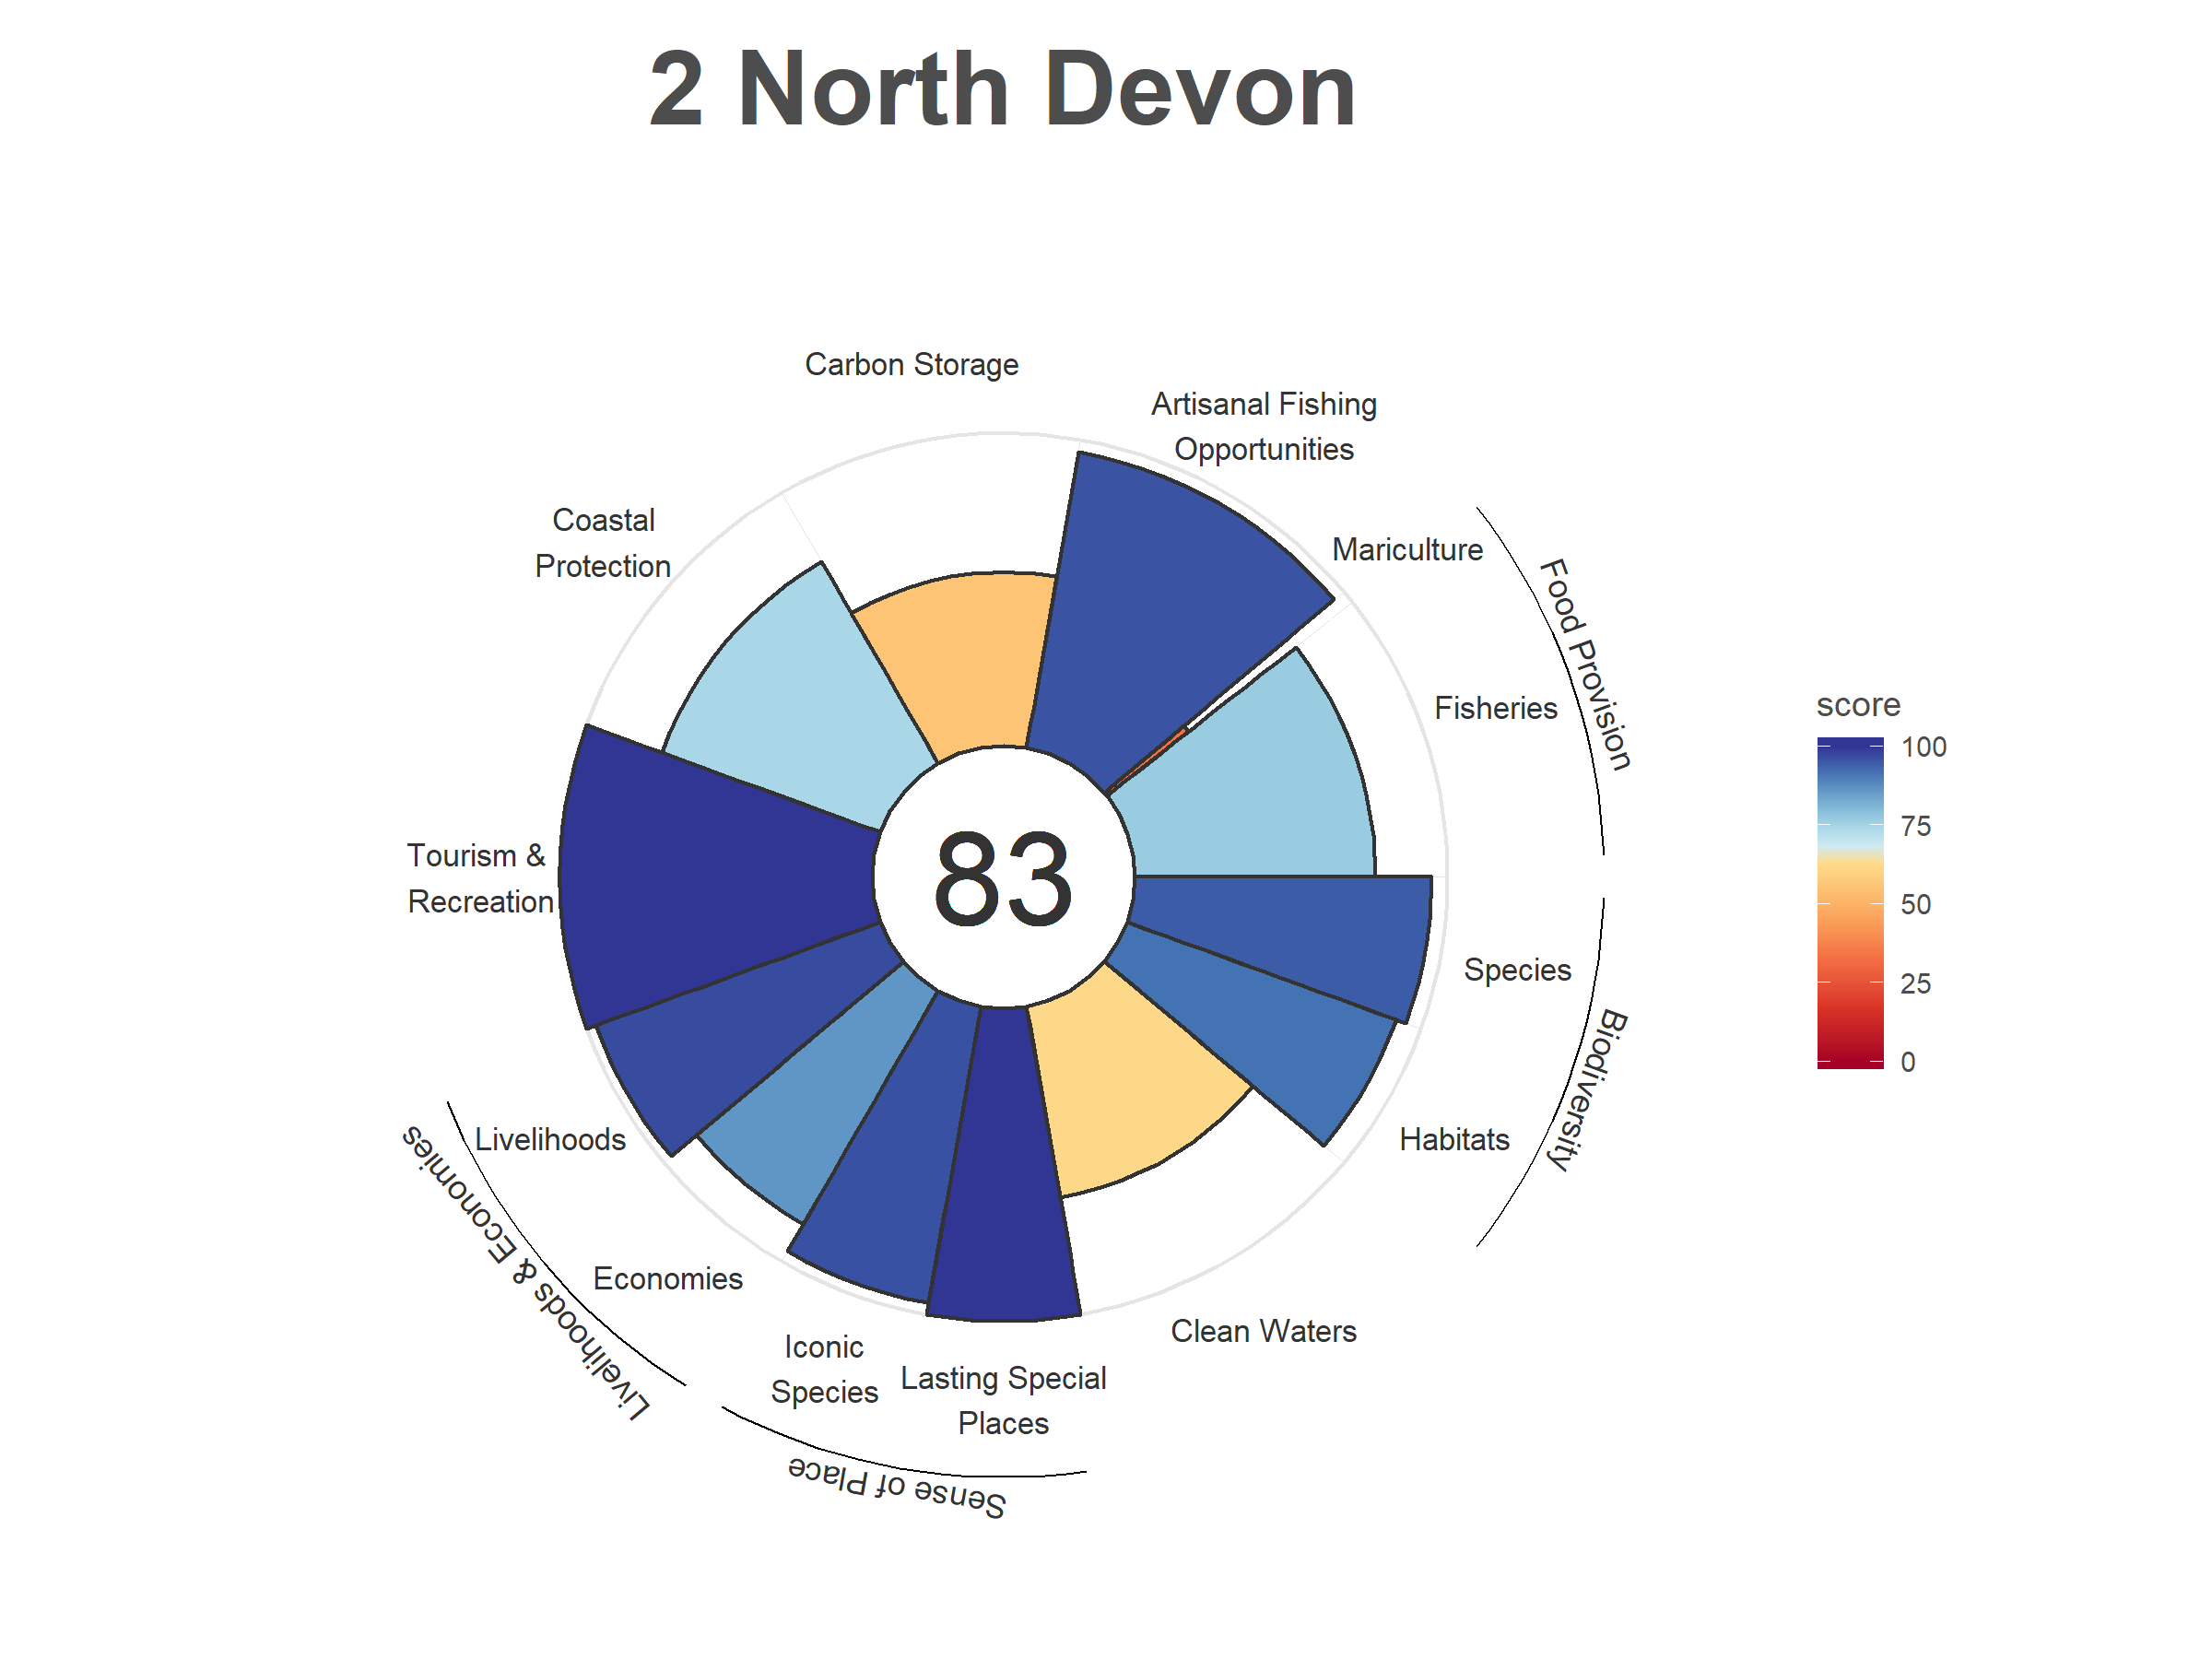 2 North Devon
Carbon Storage
Artisanal Fishing
Opportunities
Mariculture
Food Provision
Fisheries
Coastal
Protection
Tourism &
Recreation
83
Species
Biodiversity
Habitats
Livelihoods
Livelihoods & Economies
Economies
Clean Waters
Iconic
Species
Lasting Special
Places
Sense of Place
score
100
75
50
25
0